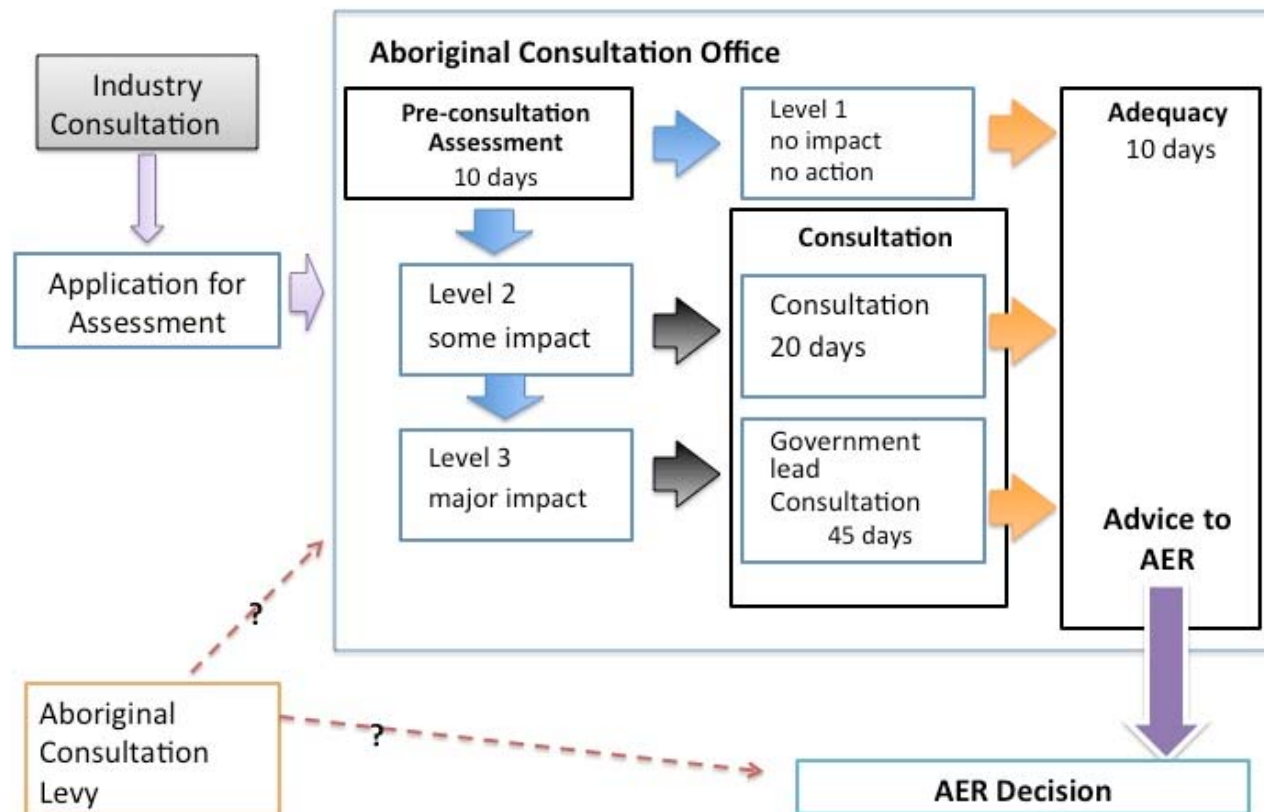 Aboriginal Consultation Office
Industry
Consultation
Application for
Assessment
Pre-consultation
Assessment
10 days
Level 1
no impact
no action
Adequacy
10 days
Consultation
Level 2
some impact
Consultation
20 days
Level 3
major impact
Government
lead
Consultation
45 days
Advice to
AER
?
Aboriginal
Consultation
Levy
?
AER Decision